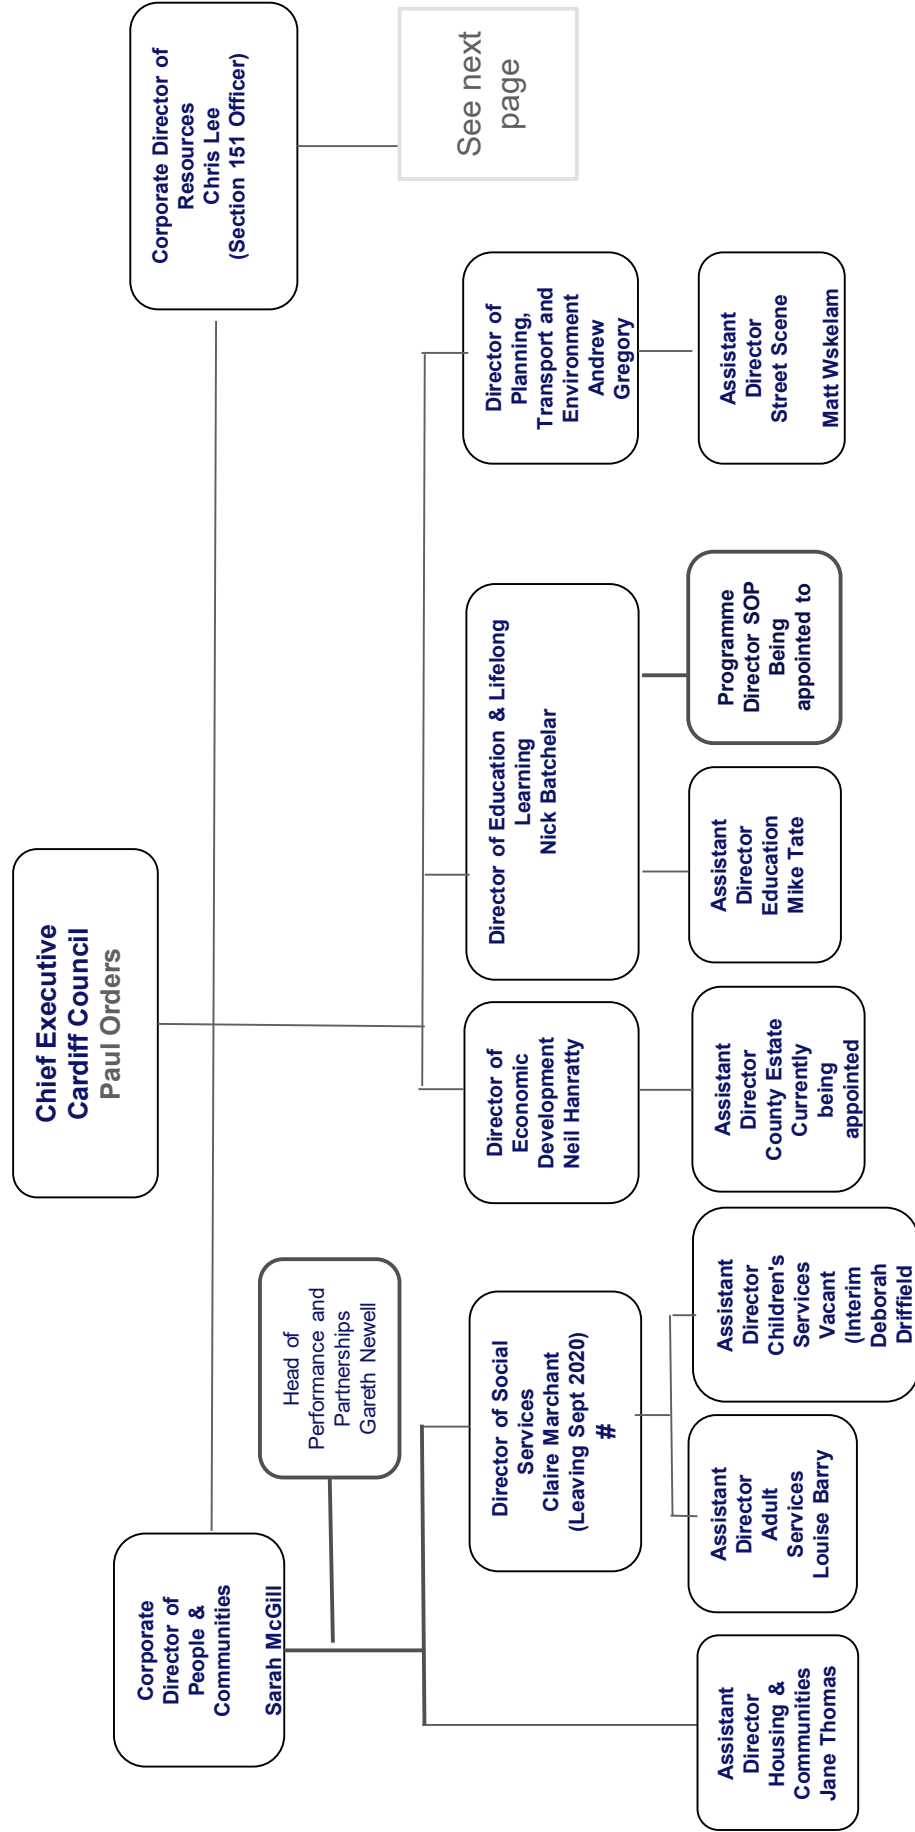 Chief Executive
Cardiff Council
Paul Orders
Corporate
Director of
People &
Communities
Sarah McGill
Corporate Director of
Resources
Chris Lee
(Section 151 Officer)
Head of
Performance and
Partnerships
Gareth Newell
See next
page
Director of Social
Services
Claire Marchant
(Leaving Sept 2020)
#
Director of
Economic
Development
Neil Hanratty
Director of Education & Lifelong
Learning
Nick Batchelar
Director of
Planning,
Transport and
Environment
Andrew
Gregory
Assistant
Director
Housing &
Communities
Jane Thomas
Assistant
Director
Adult
Services
Louise Barry
Assistant
Director
Children's
Services
Vacant
(Interim
Deborah
Driffield
Assistant
Director
County Estate
Currently
being
appointed
Assistant
Director
Education
Mike Tate
Programme
Director SOP
Being
appointed to
Assistant
Director
Street Scene
Matt Wskelam